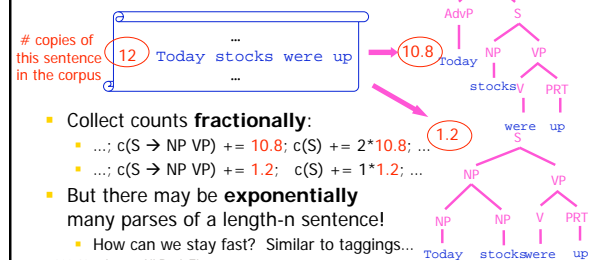 AdvP S
…
# copies of
this sentence
in the corpus
12 Today stocks were up
10.8
Today
NP VP
…
stocks V PRT
were up
▪ Collect counts fractionally:
1.2
S
▪ …; c(S → NP VP) += 10.8; c(S) += 2*10.8; …
▪ …; c(S → NP VP) += 1.2; c(S) += 1*1.2; …
NP VP
▪ But there may be exponentially
many parses of a length-n sentence!
NP NP V PRT
▪ How can we stay fast? Similar to taggings…
Today stocks were up